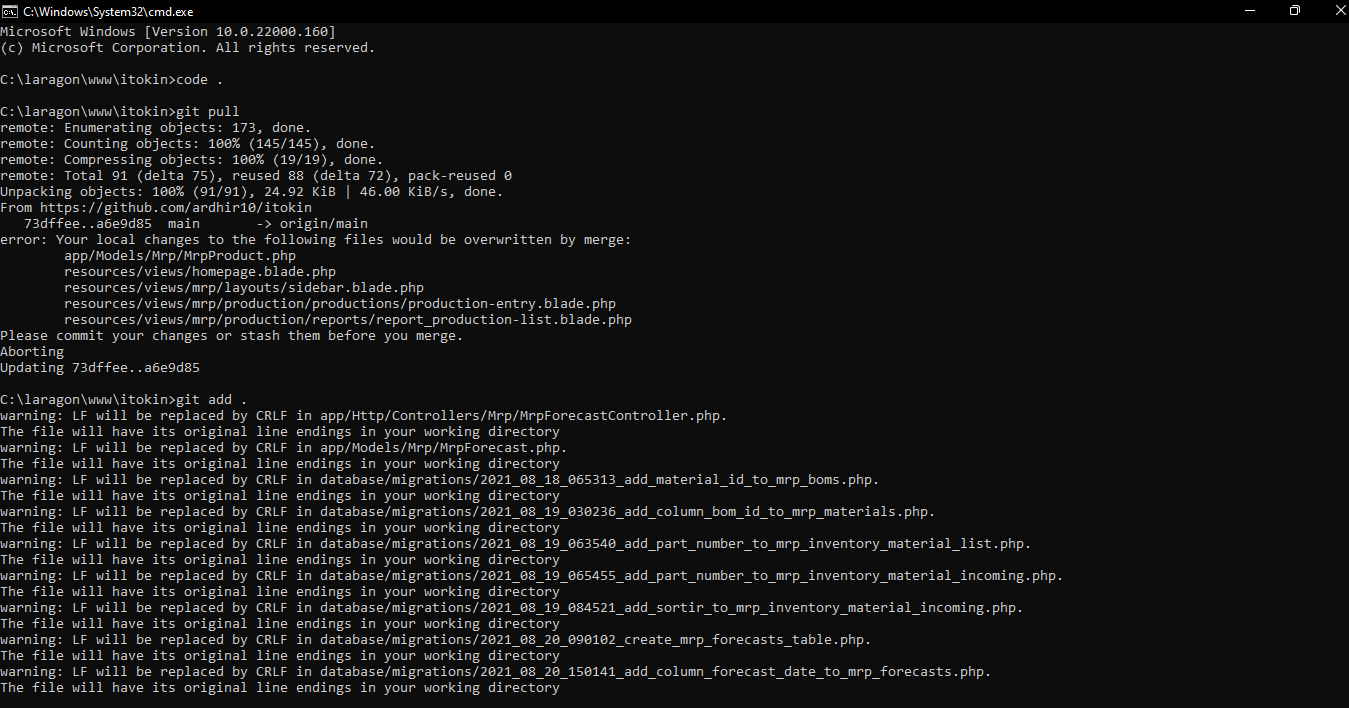 C:\Windows\System32\cmd.exe
Microsoft Windows [Version 10.0.22000.160]
(c) Microsoft Corporation. All rights reserved.
C:\laragon\www\itokin>code .
C:\laragon\www\itokin>git pull
remote: Enumerating objects: 173, done.
remote: Counting objects: 100% (145/145), done.
remote: Compressing objects: 100% (19/19), done.
remote: Total 91 (delta 75), reused 88 (delta 72), pack-reused 0
Unpacking objects: 100% (91/91), 24.92 KiB | 46.00 KiB/s, done.
From https://github.com/ardhir10/itokin
   73dffee..a6e9d85  main       -> origin/main
error: Your local changes to the following files would be overwritten by merge:
        app/Models/Mrp/MrpProduct.php
        resources/views/homepage.blade.php
        resources/views/mrp/layouts/sidebar.blade.php
        resources/views/mrp/production/productions/production-entry.blade.php
        resources/views/mrp/production/reports/report_production-list.blade.php
Please commit your changes or stash them before you merge.
Aborting
Updating 73dffee..a6e9d85
C:\laragon\www\itokin>git add .
warning: LF will be replaced by CRLF in app/Http/Controllers/Mrp/MrpForecastController.php.
The file will have its original line endings in your working directory
warning: LF will be replaced by CRLF in app/Models/Mrp/MrpForecast.php.
The file will have its original line endings in your working directory
warning: LF will be replaced by CRLF in database/migrations/2021_08_18_065313_add_material_id_to_mrp_boms.php.
The file will have its original line endings in your working directory
warning: LF will be replaced by CRLF in database/migrations/2021_08_19_030236_add_column_bom_id_to_mrp_materials.php.
The file will have its original line endings in your working directory
warning: LF will be replaced by CRLF in database/migrations/2021_08_19_063540_add_part_number_to_mrp_inventory_material_list.php.
The file will have its original line endings in your working directory
warning: LF will be replaced by CRLF in database/migrations/2021_08_19_065455_add_part_number_to_mrp_inventory_material_incoming.php.
The file will have its original line endings in your working directory
warning: LF will be replaced by CRLF in database/migrations/2021_08_19_084521_add_sortir_to_mrp_inventory_material_incoming.php.
The file will have its original line endings in your working directory
warning: LF will be replaced by CRLF in database/migrations/2021_08_20_090102_create_mrp_forecasts_table.php.
The file will have its original line endings in your working directory
warning: LF will be replaced by CRLF in database/migrations/2021_08_20_150141_add_column_forecast_date_to_mrp_forecasts.php.
The file will have its original line endings in your working directory